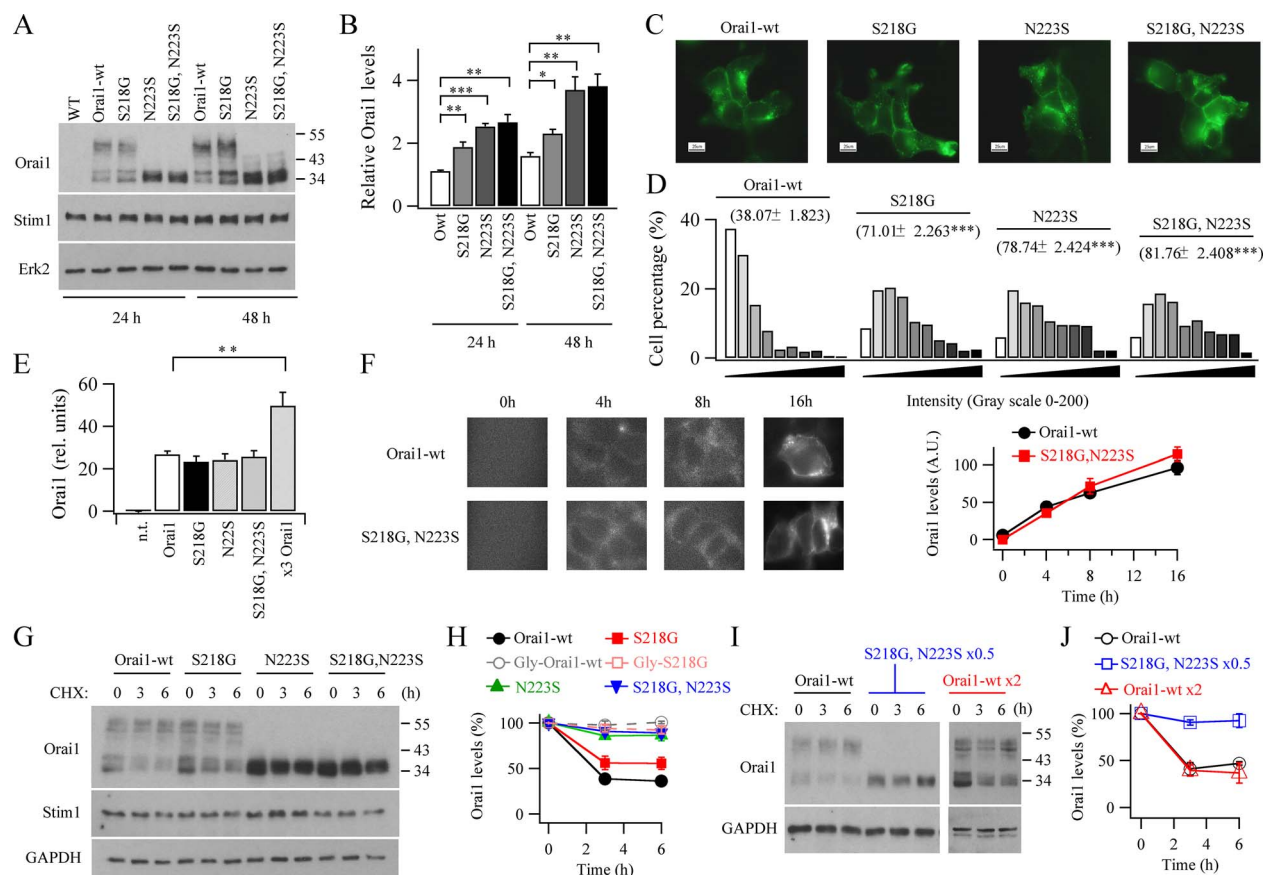 A
WT
Orai1-wt
S218G
N223S
S218G, N223S
Orai1-wt
S218G
N223S
S218G, N223S
Orai1
55
43
34
Stim1
Erk2
24 h
48 h
B
Relative Orai1 levels
4
2
0
**
***
**
**
**
*
Owt
S218G
N223S
S218G, N223S
Owt
S218G
N223S
S218G, N223S
24 h
48 h
C
Orai1-wt
S218G
N223S
S218G, N223S
25um
25um
25um
25um
D
Cell percentage (%)
40
20
0
Orai1-wt
(38.07± 1.823)
S218G
(71.01± 2.263***)
N223S
(78.74± 2.424***)
S218G, N223S
(81.76± 2.408***)
Intensity (Gray scale 0-200)
E
Orai1 (rel. units)
60
40
20
0
**
n.t.
Orai1
S218G
N22S
S218G, N223S
x3 Orai1
F
0h
4h
8h
16h
Orai1-wt
S218G, N223S
Orai1-wt
S218G,N223S
Orai1 levels (A.U.)
100
50
0
0
4
8
12
16
Time (h)
G
Orai1-wt
S218G
N223S
S218G,N223S
CHX: 0 3 6 0 3 6 0 3 6 0 3 6 (h)
Orai1
55
43
34
Stim1
GAPDH
H
Orai1-wt
S218G
Gly-Orai1-wt
Gly-S218G
N223S
S218G, N223S
Orai1 levels (%)
100
50
0
0 2 4 6
Time (h)
I
S218G, N223S x0.5
Orai1-wt
Orai1-wt x2
CHX: 0 3 6 0 3 6 (h) 0 3 6
Orai1
55
43
34
GAPDH
J
Orai1-wt
S218G, N223S x0.5
Orai1-wt x2
Orai1 levels (%)
100
50
0
0 2 4 6
Time (h)